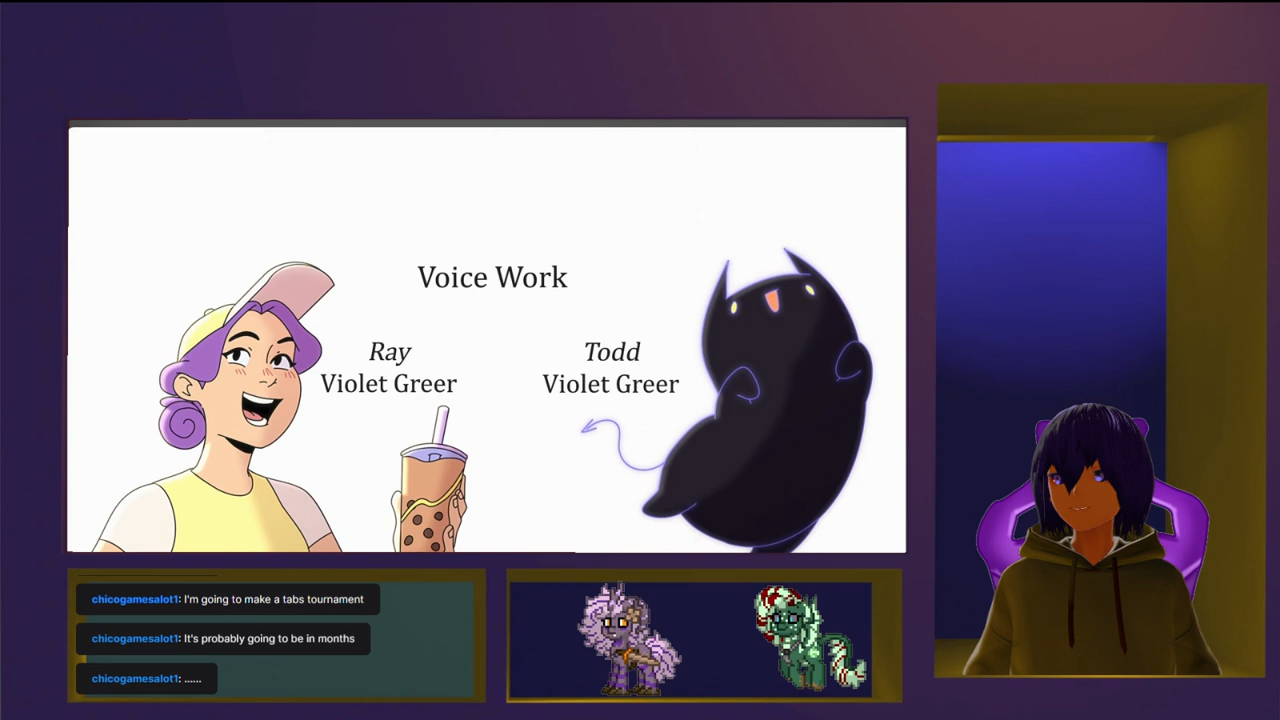 Voice Work
Ray
Violet Greer
Todd
Violet Greer
chicogamesalot1: I'm going to make a tabs tournament
chicogamesalot1: It's probably going to be in months
chicogamesalot1: ......